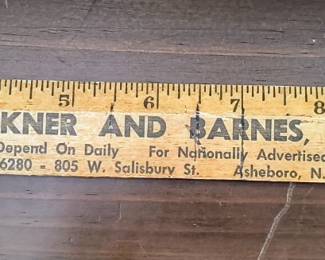 5 6 7 8
KNER AND BARNES,
Depend On Daily For Nationally Advertised
6280 - 805 W. Salisbury St. Asheboro, N.